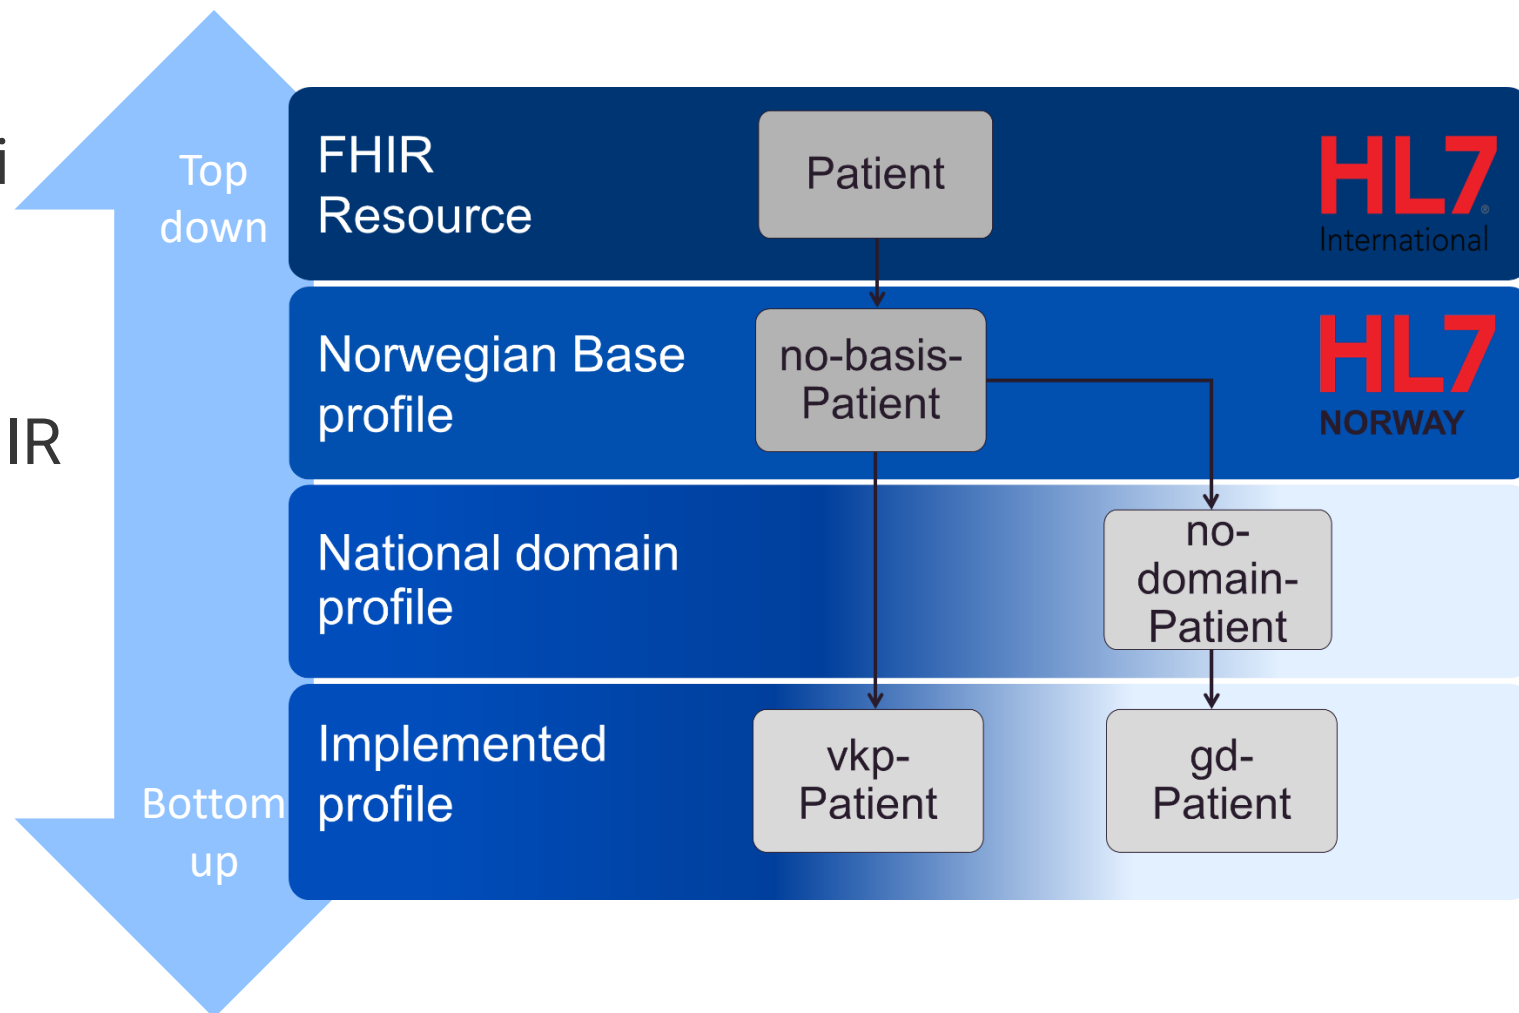 i
IR
Top
down
FHIR
Resource
Patient
HL7®
International
Norwegian Base
profile
no-basis-
Patient
HL7
NORWAY
National domain
profile
no-
domain-
Patient
Bottom
up
Implemented
profile
vkp-
Patient
gd-
Patient